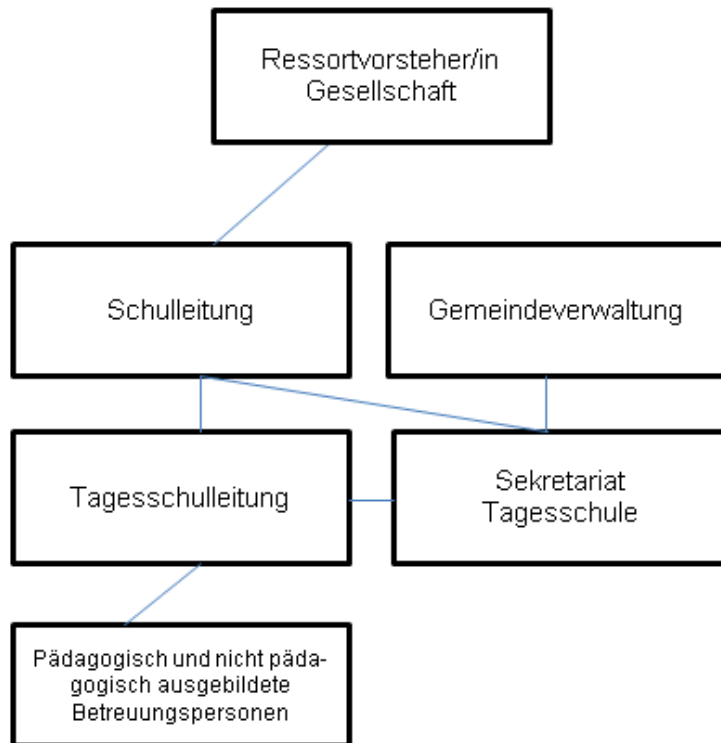 Ressortvorsteher/in
Gesellschaft
Schulleitung
Gemeindeverwaltung
Tagesschulleitung
Sekretariat
Tagesschule
Pädagogisch und nicht päda-
gogisch ausgebildete
Betreuungspersonen